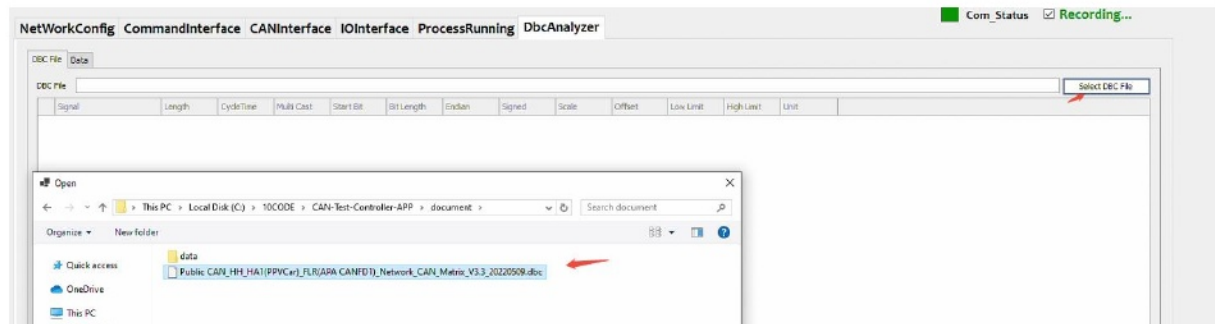 Com_Status Recording...
NetWorkConfig CommandInterface CANInterface IOInterface ProcessRunning DbcAnalyzer
DBC File Data
DBC File Select DBC File
Signal Length CycleTime Multi Cast Start Bit Bit Length Endian Signed Scale Offset Low Limit High Limit Unit
Open
This PC > Local Disk (C:) > 10CODE > CAN-Test-Controller-APP > document > Search document
Organize New folder
data
Quick access
Public CAN_HH_HA1(PPVCar)_FLR(APA CANFD1)_Network_CAN_Matrix_V3.3_20220509.dbc
OneDrive
This PC